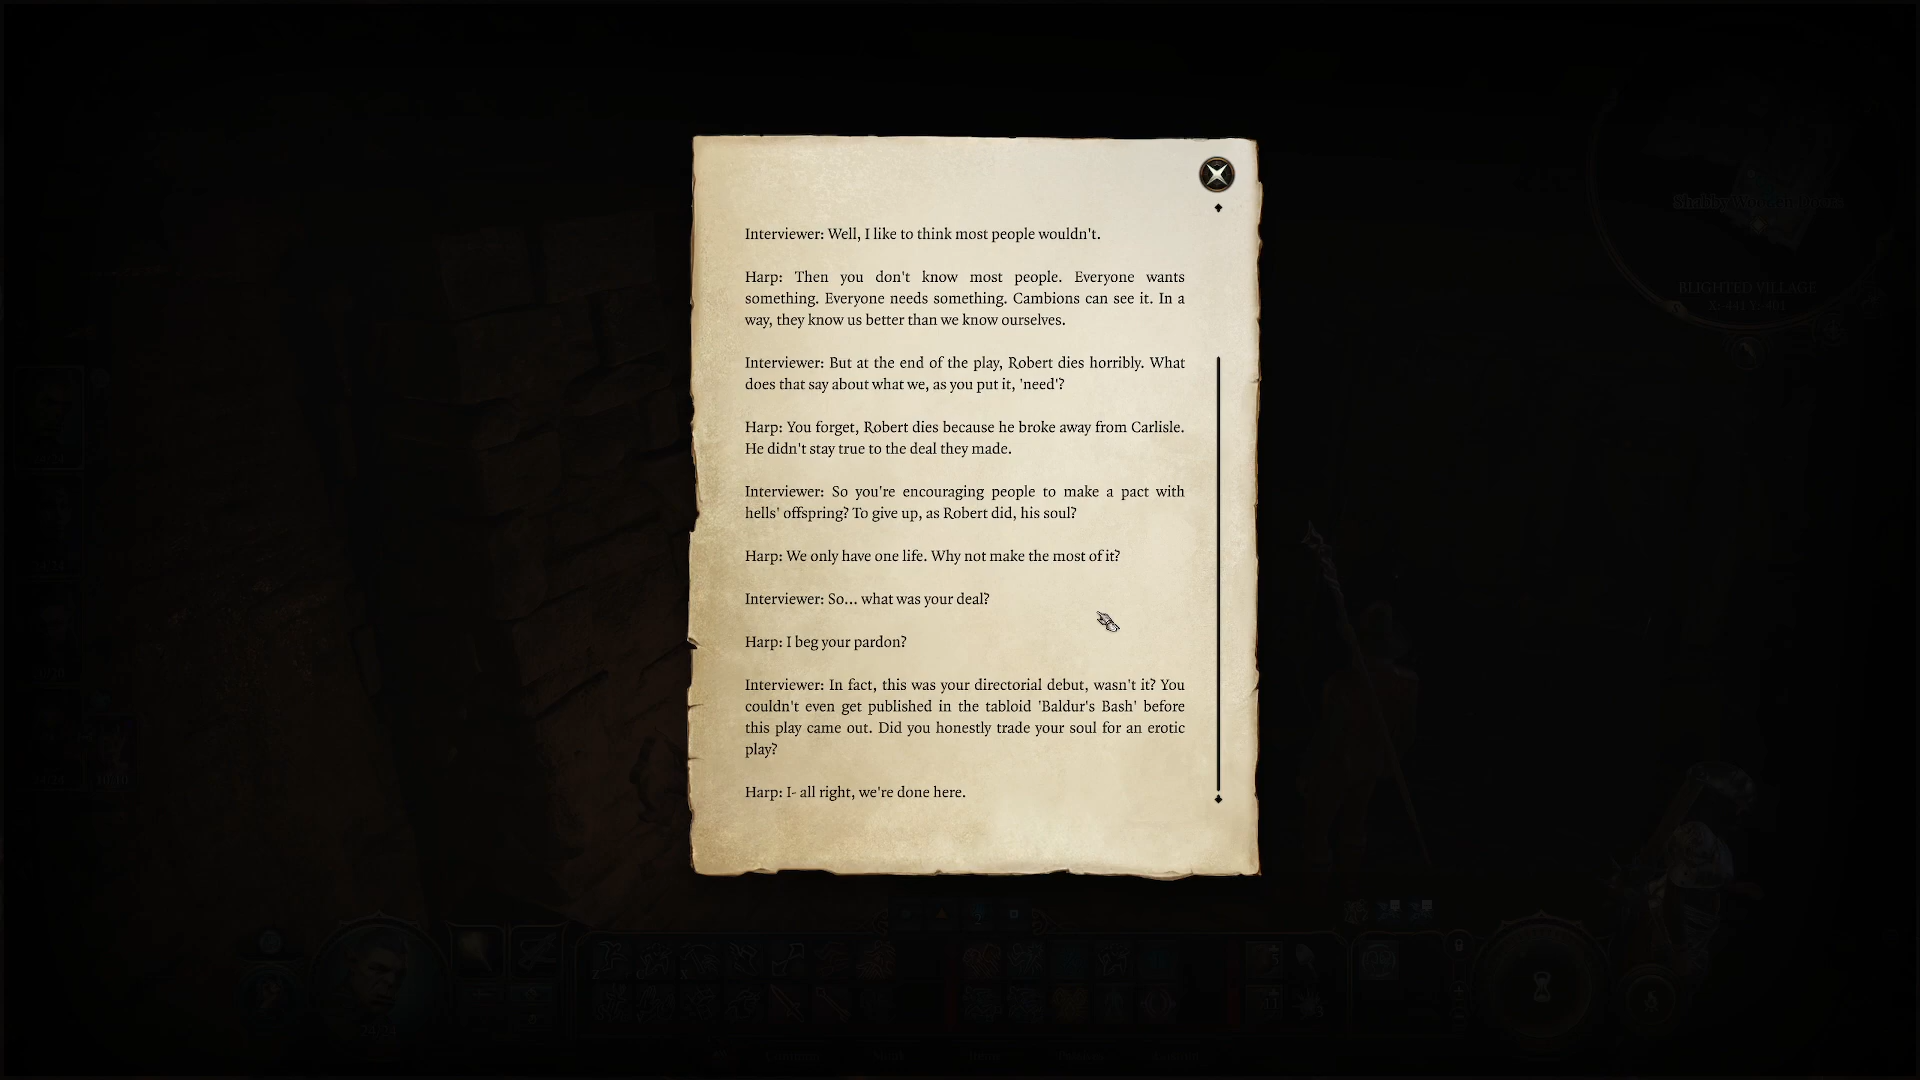 Interviewer: Well, I like to think most people wouldn't.
Harp: Then you don't know most people. Everyone wants
something. Everyone needs something. Cambions can see it. In a
way, they know us better than we know ourselves.
Interviewer: But at the end of the play, Robert dies horribly. What
does that say about what we, as you put it, 'need'?
Harp: You forget, Robert dies because he broke away from Carlisle.
He didn't stay true to the deal they made.
Interviewer: So you're encouraging people to make a pact with
hells' offspring? To give up, as Robert did, his soul?
Harp: We only have one life. Why not make the most of it?
Interviewer: So... what was your deal?
Harp: I beg your pardon?
Interviewer: In fact, this was your directorial debut, wasn't it? You
couldn't even get published in the tabloid 'Baldur's Bash' before
this play came out. Did you honestly trade your soul for an erotic
play?
Harp: I- all right, we're done here.
BLIGHTED VILLAGE